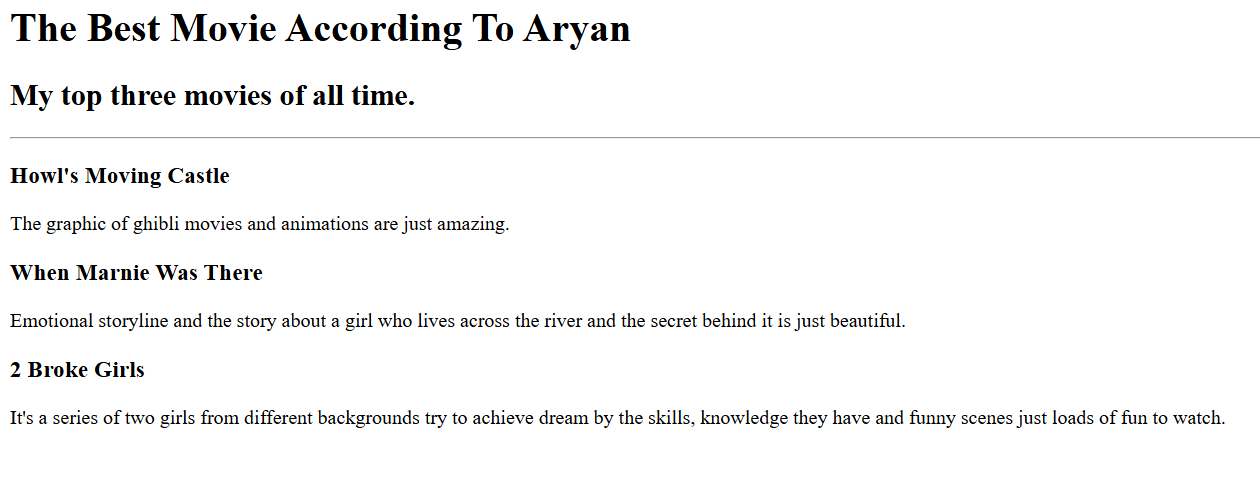 The Best Movie According To Aryan
My top three movies of all time.
Howl's Moving Castle
The graphic of ghibli movies and animations are just amazing.
When Marnie Was There
Emotional storyline and the story about a girl who lives across the river and the secret behind it is just beautiful.
2 Broke Girls
It's a series of two girls from different backgrounds try to achieve dream by the skills, knowledge they have and funny scenes just loads of fun to watch.